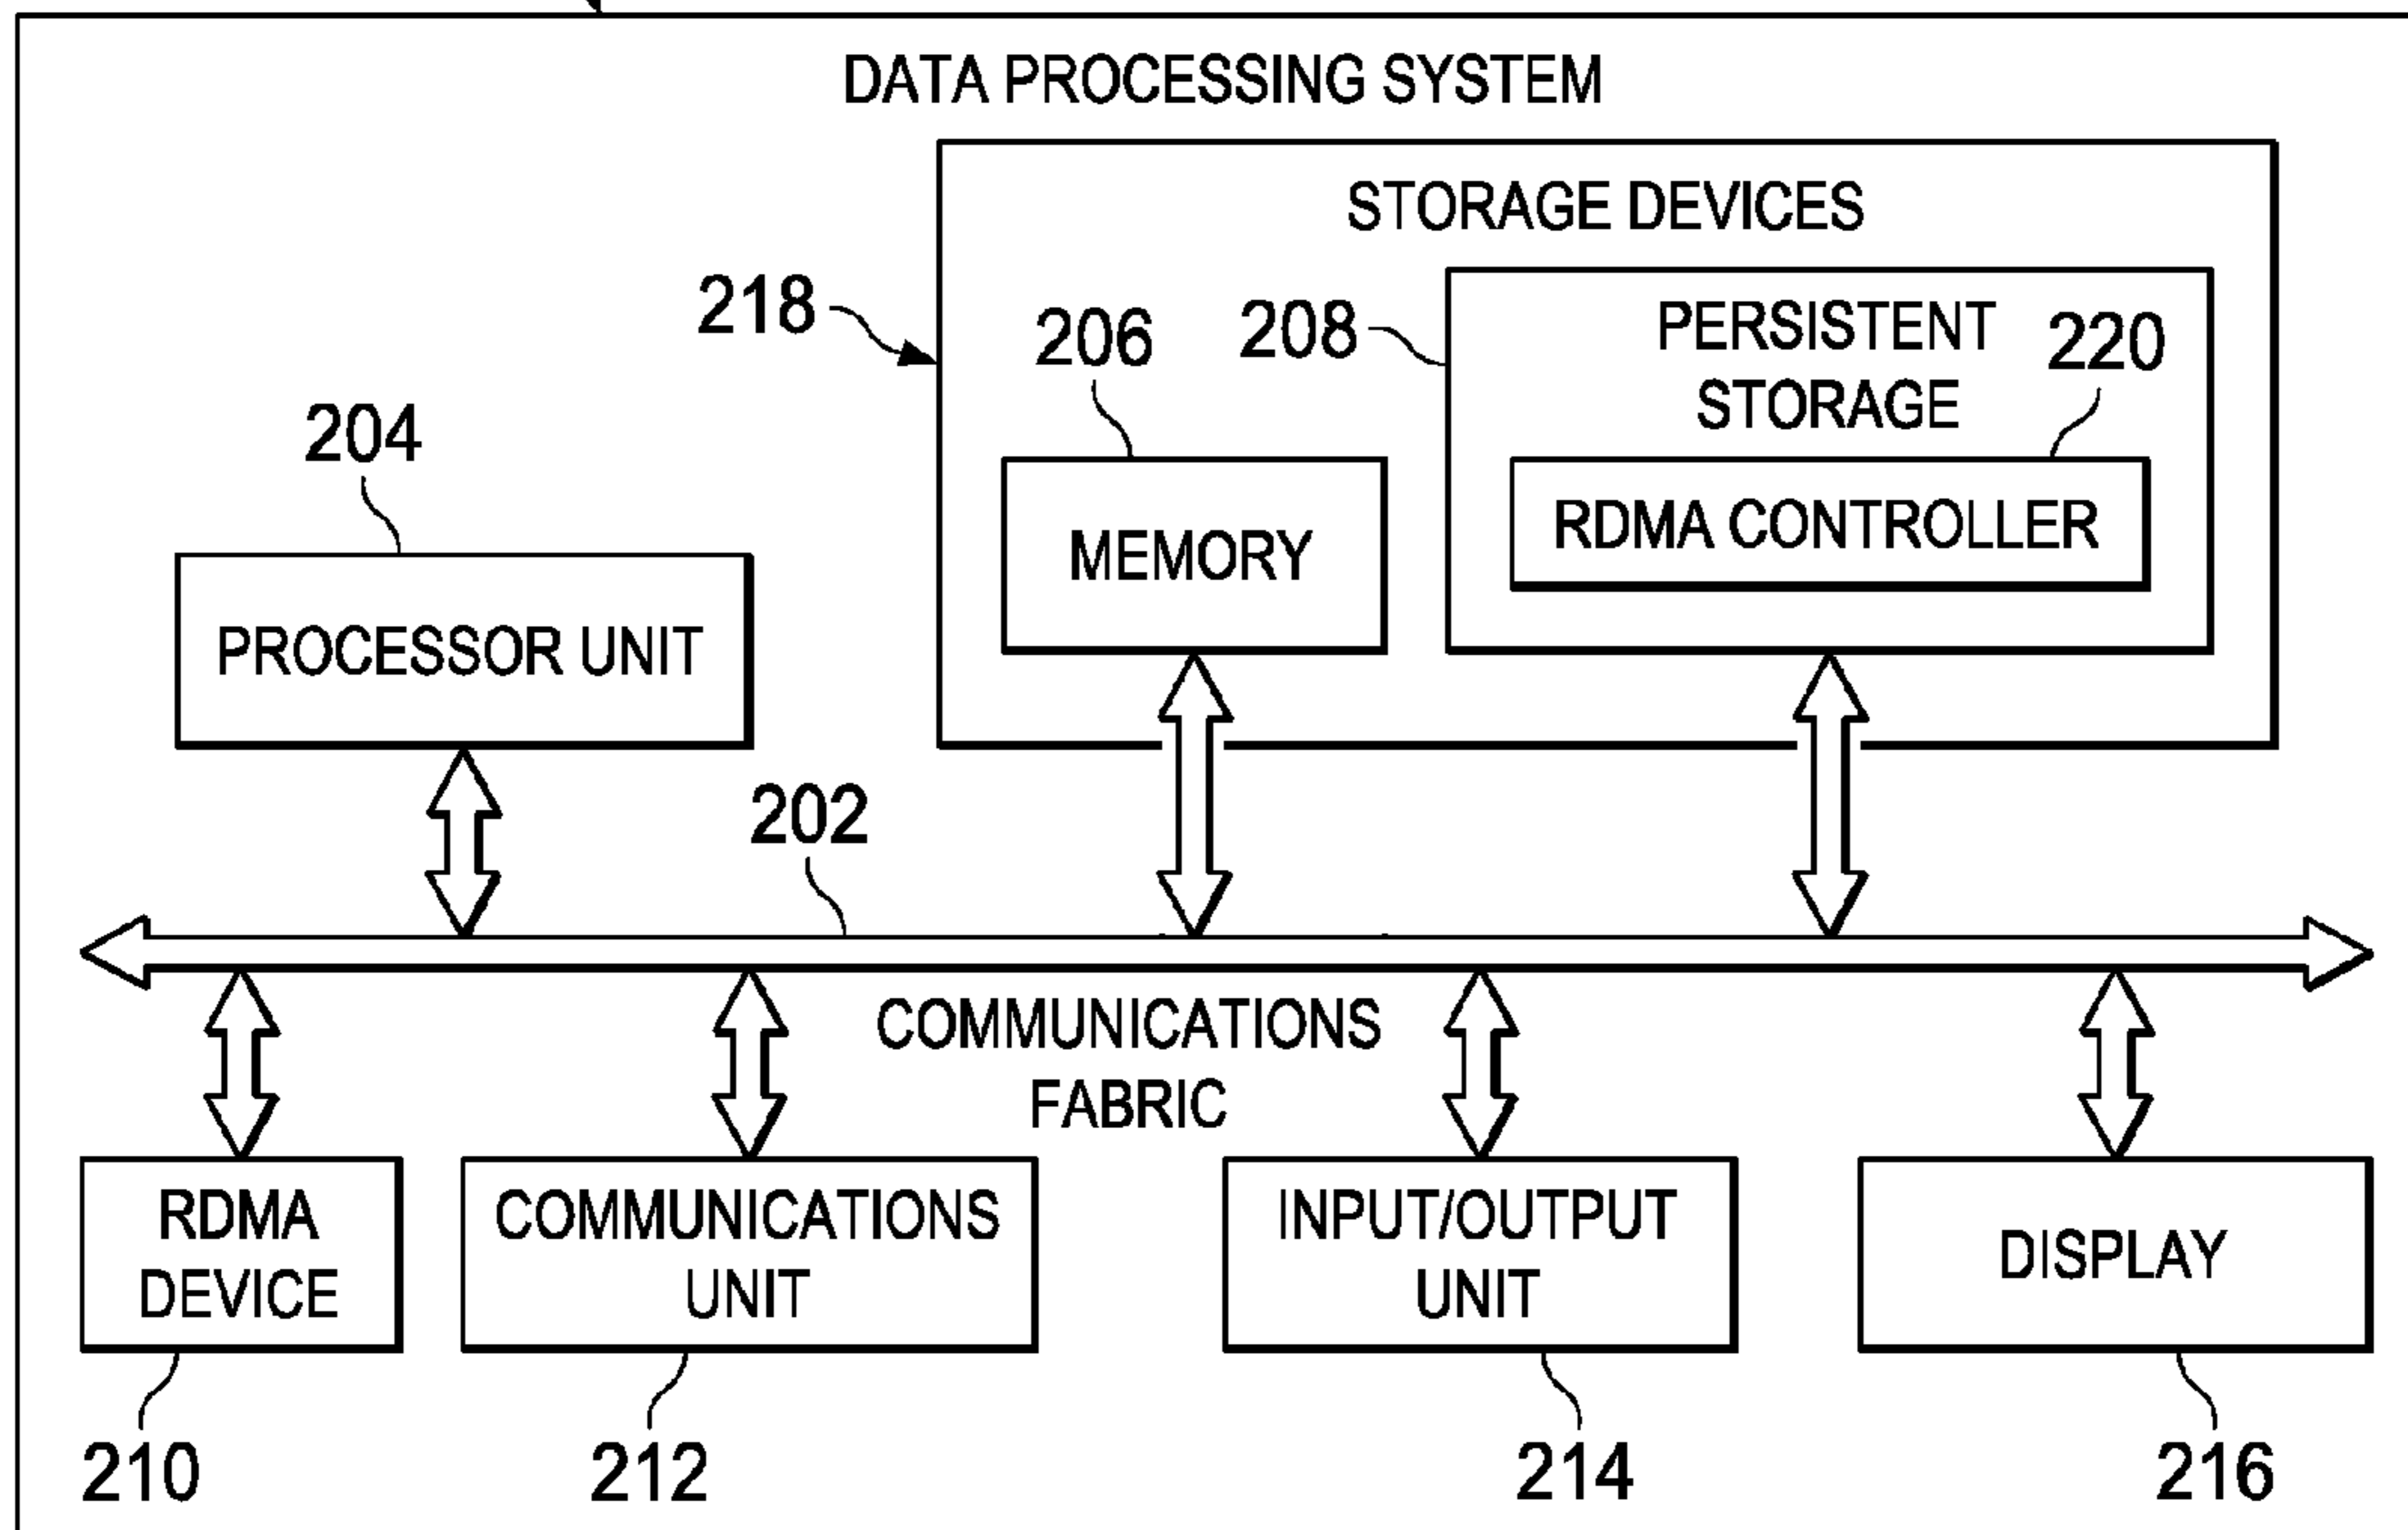 DATA PROCESSING SYSTEM
STORAGE DEVICES
218
206
208
PERSISTENT
STORAGE
220
204
MEMORY
RDMA CONTROLLER
PROCESSOR UNIT
202
COMMUNICATIONS
FABRIC
RDMA
DEVICE
COMMUNICATIONS
UNIT
INPUT/OUTPUT
UNIT
DISPLAY
210
212
214
216